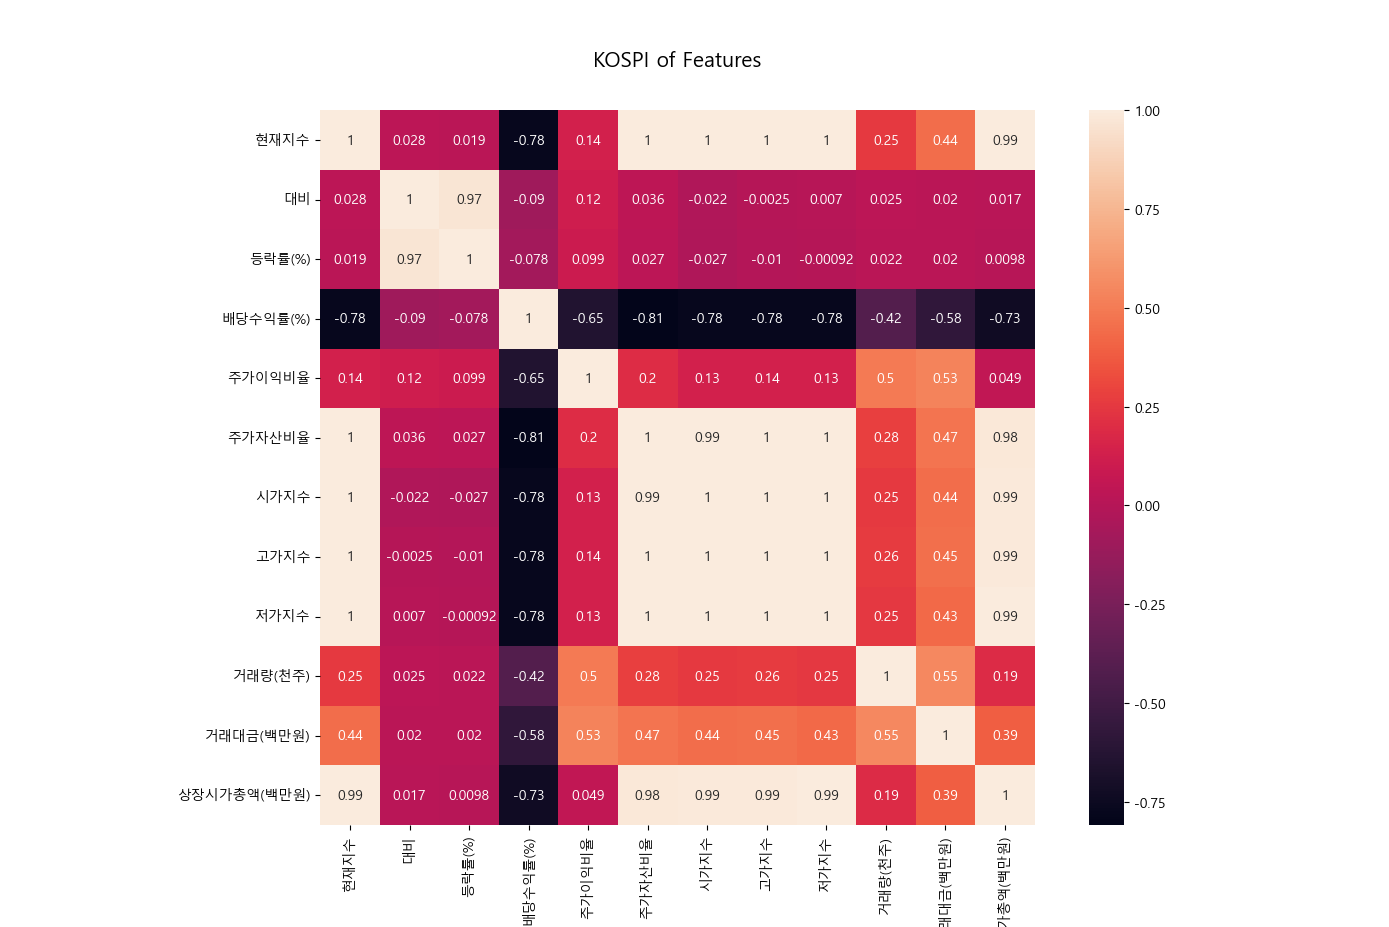 KOSPI of Features
현재지수 1 0.028 0.019 -0.78 0.14 1 1 1 1 0.25 0.44 0.99
대비 0.028 1 0.97 -0.09 0.12 0.036 -0.022 -0.0025 0.007 0.025 0.02 0.017
등락률(%) 0.019 0.97 1 -0.078 0.099 0.027 -0.027 -0.01 -0.00092 0.022 0.02 0.0098
배당수익률(%) -0.78 -0.09 -0.078 1 -0.65 -0.81 -0.78 -0.78 -0.78 -0.42 -0.58 -0.73
주가이익비율 0.14 0.12 0.099 -0.65 1 0.2 0.13 0.14 0.13 0.5 0.53 0.049
주가자산비율 1 0.036 0.027 -0.81 0.2 1 0.99 1 1 0.28 0.47 0.98
시가지수 1 -0.022 -0.027 -0.78 0.13 0.99 1 1 1 0.25 0.44 0.99
고가지수 1 -0.0025 -0.01 -0.78 0.14 1 1 1 1 0.26 0.45 0.99
저가지수 1 0.007 -0.00092 -0.78 0.13 1 1 1 1 0.25 0.43 0.99
거래량(천주) 0.25 0.025 0.022 -0.42 0.5 0.28 0.25 0.26 0.25 1 0.55 0.19
거래대금(백만원) 0.44 0.02 0.02 -0.58 0.53 0.47 0.44 0.45 0.43 0.55 1 0.39
상장시가총액(백만원) 0.99 0.017 0.0098 -0.73 0.049 0.98 0.99 0.99 0.99 0.19 0.39 1
현재지수
대비
등락률(%)
배당수익률(%)
주가이익비율
주가자산비율
시가지수
고가지수
저가지수
거래량(천주)
래대금(백만원)
가총액(백만원)
1.00
0.75
0.50
0.25
0.00
-0.25
-0.50
-0.75